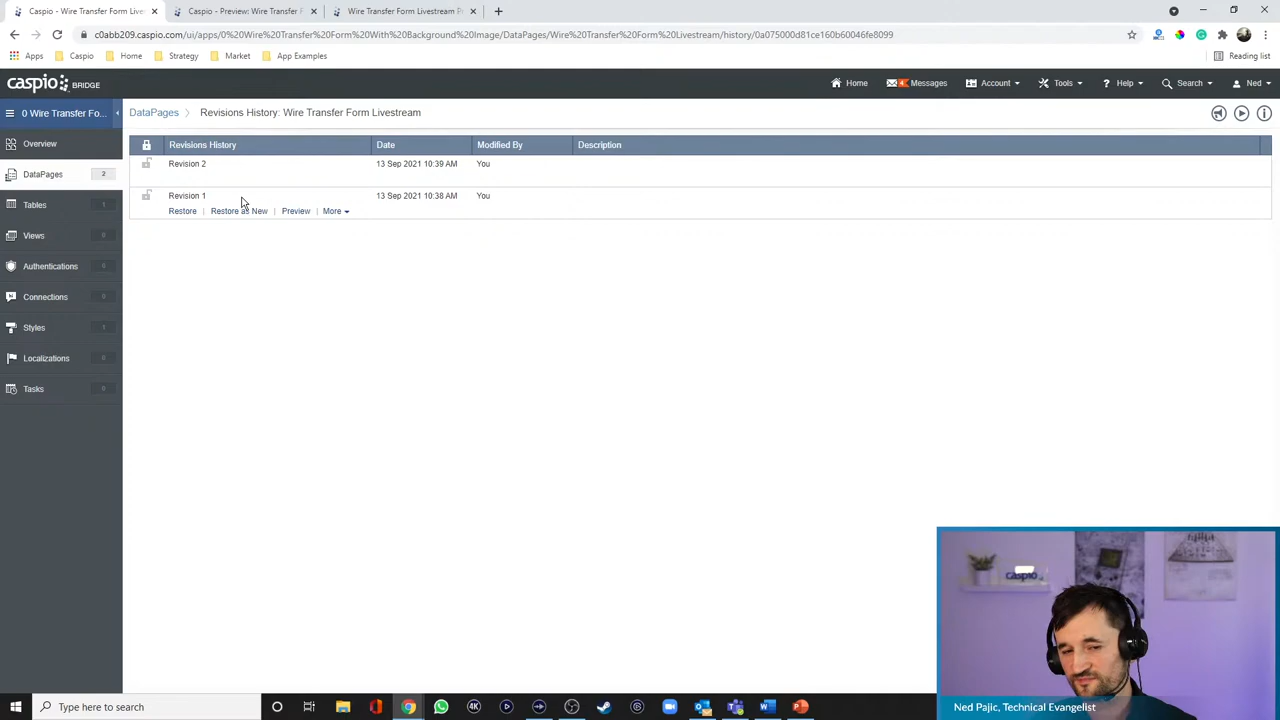 Caspio - Wire Transfer Form Livestr
Caspio - Preview: Wire Transfer F
Wire Transfer Form Livestream Pr
c0abb209.caspio.com/ui/apps/0%20Wire%20Transfer%20Form%20With%20Background%20Image/DataPages/Wire%20Transfer%20Form%20Livestream/history/0a075000d81ce160b60046fe8099
Apps Caspio Home Strategy Market App Examples Reading list
caspio BRIDGE Home Messages Account Tools ? Help Search Ned
0 Wire Transfer Fo... DataPages Revisions History: Wire Transfer Form Livestream
Revisions History Date Modified By Description
Revision 2 13 Sep 2021 10:39 AM You
Revision 1 13 Sep 2021 10:38 AM You
Restore | Restore as New | Preview | More
Overview
DataPages 2
Tables 1
Views 0
Authentications 0
Connections 0
Styles 1
Localizations 0
Tasks 0
caspio
Ned Pajic, Technical Evangelist
Type here to search
4K